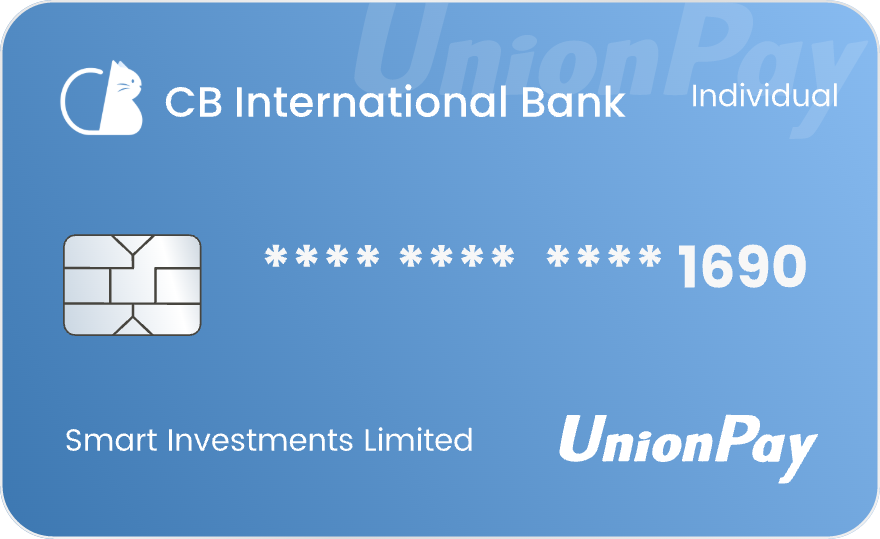 UnionPay
CB International Bank
Individual
**** **** **** 1690
Smart Investments Limited
UnionPay